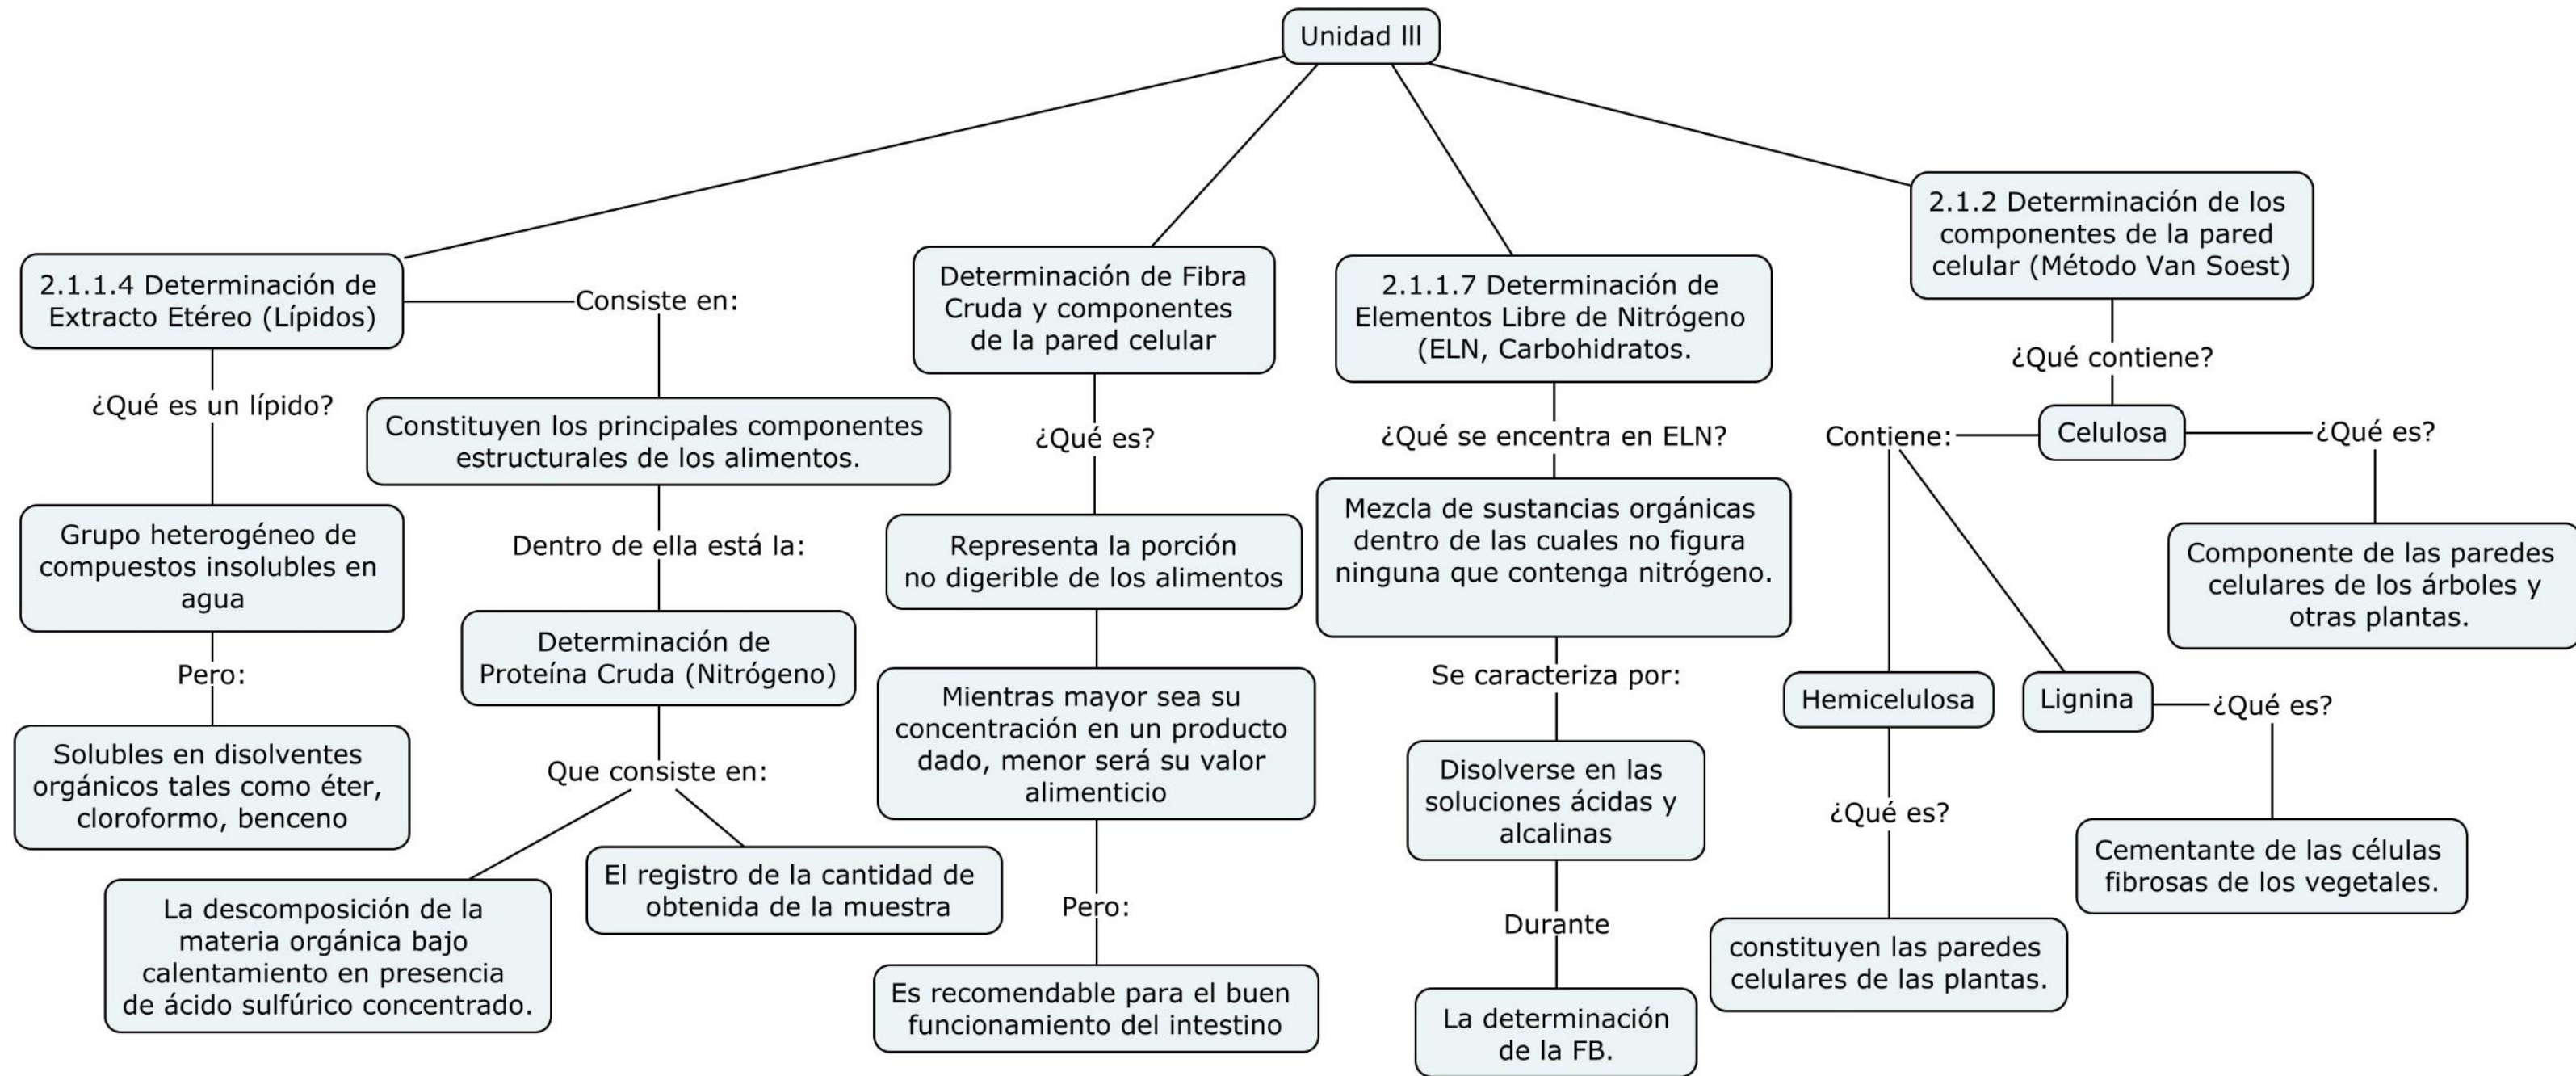 Unidad lll
2.1.1.4 Determinación de
Extracto Etéreo (Lípidos)
Consiste en:
¿Qué es un lípido?
Grupo heterogéneo de
compuestos insolubles en
agua
Pero:
Solubles en disolventes
orgánicos tales como éter,
cloroformo, benceno
Constituyen los principales componentes
estructurales de los alimentos.
Dentro de ella está la:
Determinación de
Proteína Cruda (Nitrógeno)
Que consiste en:
La descomposición de la
materia orgánica bajo
calentamiento en presencia
de ácido sulfúrico concentrado.
El registro de la cantidad de
obtenida de la muestra
Determinación de Fibra
Cruda y componentes
de la pared celular
¿Qué es?
Representa la porción
no digerible de los alimentos
Mientras mayor sea su
concentración en un producto
dado, menor será su valor
alimenticio
Pero:
Es recomendable para el buen
funcionamiento del intestino
2.1.1.7 Determinación de
Elementos Libre de Nitrógeno
(ELN, Carbohidratos.
¿Qué se encentra en ELN?
Mezcla de sustancias orgánicas
dentro de las cuales no figura
ninguna que contenga nitrógeno.
Se caracteriza por:
Disolverse en las
soluciones ácidas y
alcalinas
Durante
La determinación
de la FB.
2.1.2 Determinación de los
componentes de la pared
celular (Método Van Soest)
¿Qué contiene?
Celulosa
Contiene:
¿Qué es?
Componente de las paredes
celulares de los árboles y
otras plantas.
Hemicelulosa
¿Qué es?
constituyen las paredes
celulares de las plantas.
Lignina
¿Qué es?
Cementante de las células
fibrosas de los vegetales.